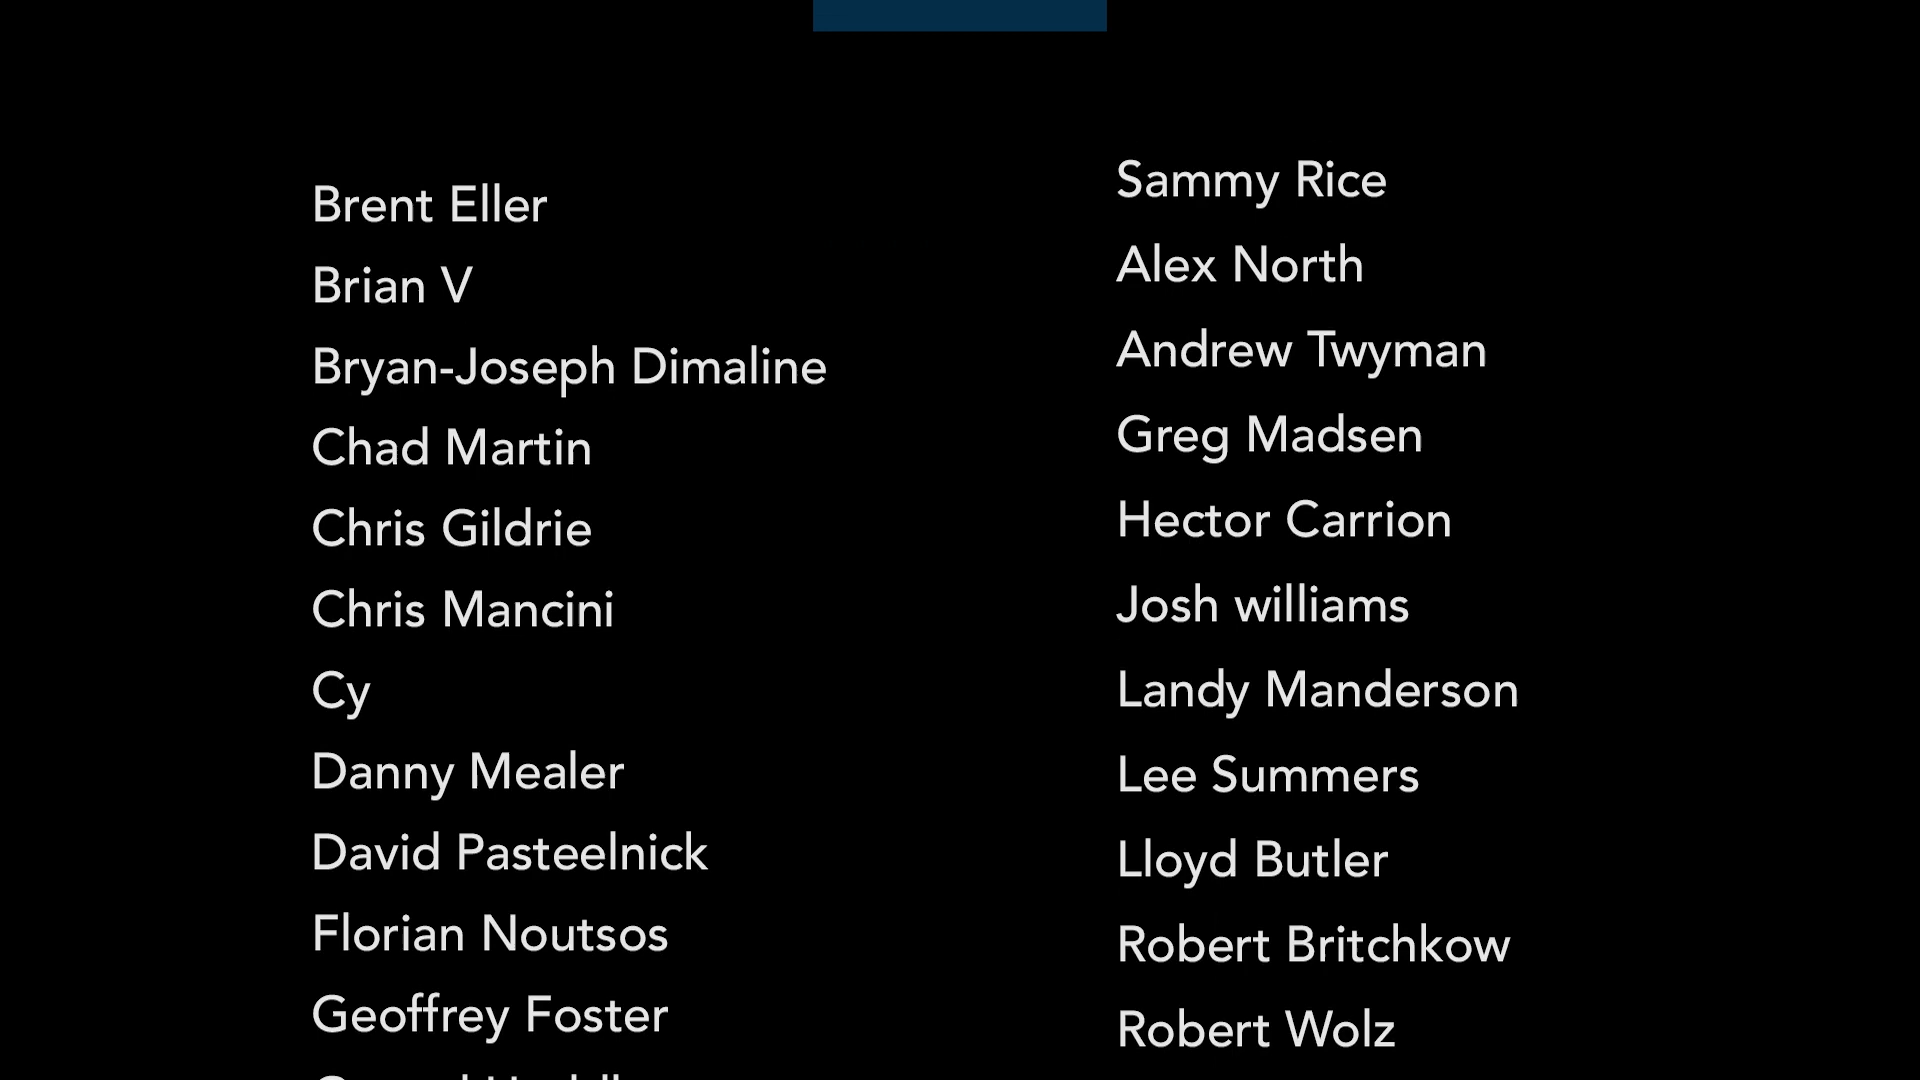 Brent Eller
Brian V
Bryan-Joseph Dimaline
Chad Martin
Chris Gildrie
Chris Mancini
Cy
Danny Mealer
David Pasteelnick
Florian Noutsos
Geoffrey Foster
Sammy Rice
Alex North
Andrew Twyman
Greg Madsen
Hector Carrion
Josh williams
Landy Manderson
Lee Summers
Lloyd Butler
Robert Britchkow
Robert Wolz